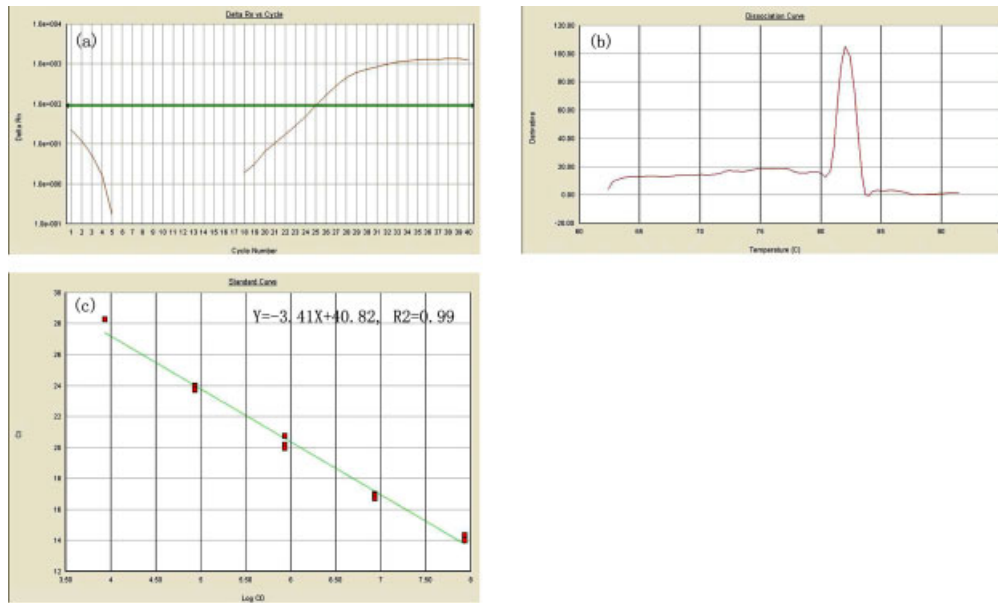 Delta Rn vs Cycle
(a)
1.0e+004
1.0e+003
1.0e+002
1.0e+001
1.0e+000
1.0e-001
Delta Rn
1 2 3 4 5 6 7 8 9 10 11 12 13 14 15 16 17 18 19 20 21 22 23 24 25 26 27 28 29 30 31 32 33 34 35 36 37 38 39 40
Cycle Number
Dissociation Curve
(b)
120.00
100.00
80.00
60.00
40.00
20.00
0.00
-20.00
Derivative
60 65 70 75 80 85 90
Temperature (C)
Standard Curve
(c)
Y=-3.41X+40.82, R2=0.99
30
28
26
24
22
20
18
16
14
12
Ct
3.50 4 4.50 5 5.50 6 6.50 7 7.50 8
Log CO